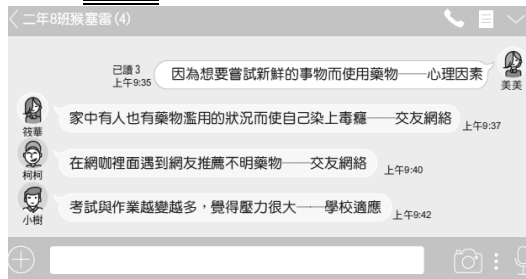 二年8班猴塞雷(4)
已讀3
上午9:35
因為想要嘗試新鮮的事物而使用藥物──心理因素
美美
家中有人也有藥物濫用的狀況而使自己染上毒癮──交友網絡
上午9:37
筱華
在網咖裡面遇到網友推薦不明藥物──交友網絡
上午9:40
柯柯
考試與作業越變越多，覺得壓力很大──學校適應
上午9:42
小樹